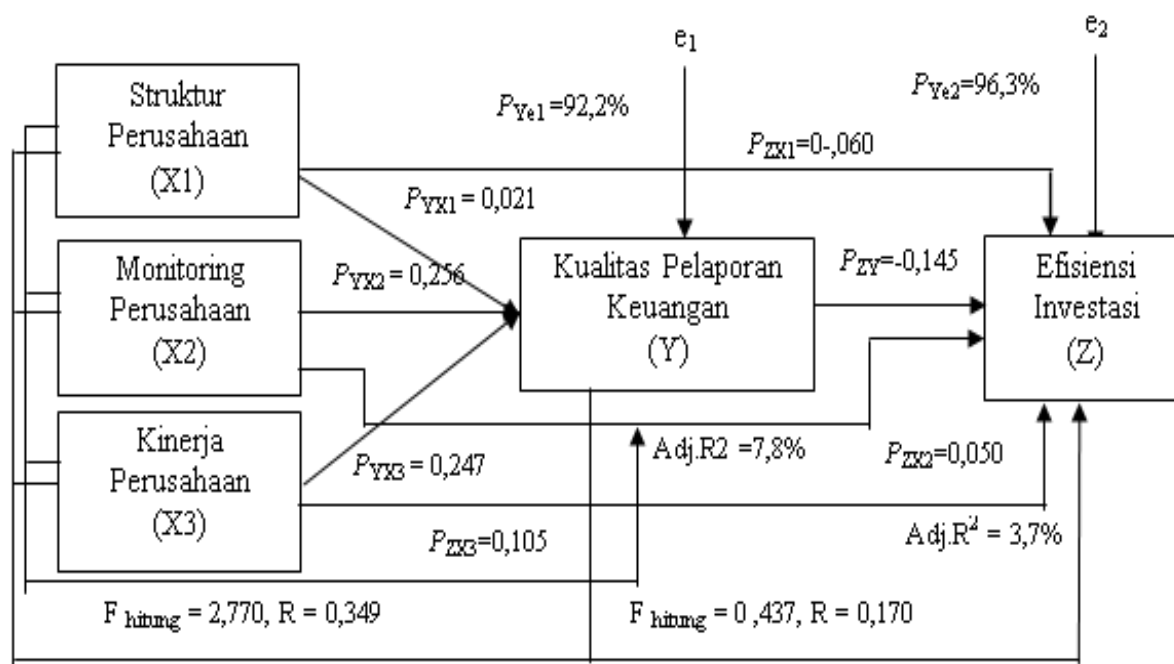 e1
e2
Struktur
Perusahaan
(X1)
PYe1=92,2%
PYe2=96,3%
PZX1=0-,060
PYX1 = 0,021
Monitoring
Perusahaan
(X2)
PYX2 = 0,256
Kualitas Pelaporan
Keuangan
(Y)
PZY=-0,145
Efisiensi
Investasi
(Z)
Kinerja
Perusahaan
(X3)
PYX3 = 0,247
Adj.R2 =7,8%
PZX2=0,050
PZX3=0,105
Adj.R² = 3,7%
F hitung = 2,770, R = 0,349
F hitung = 0 ,437, R = 0,170